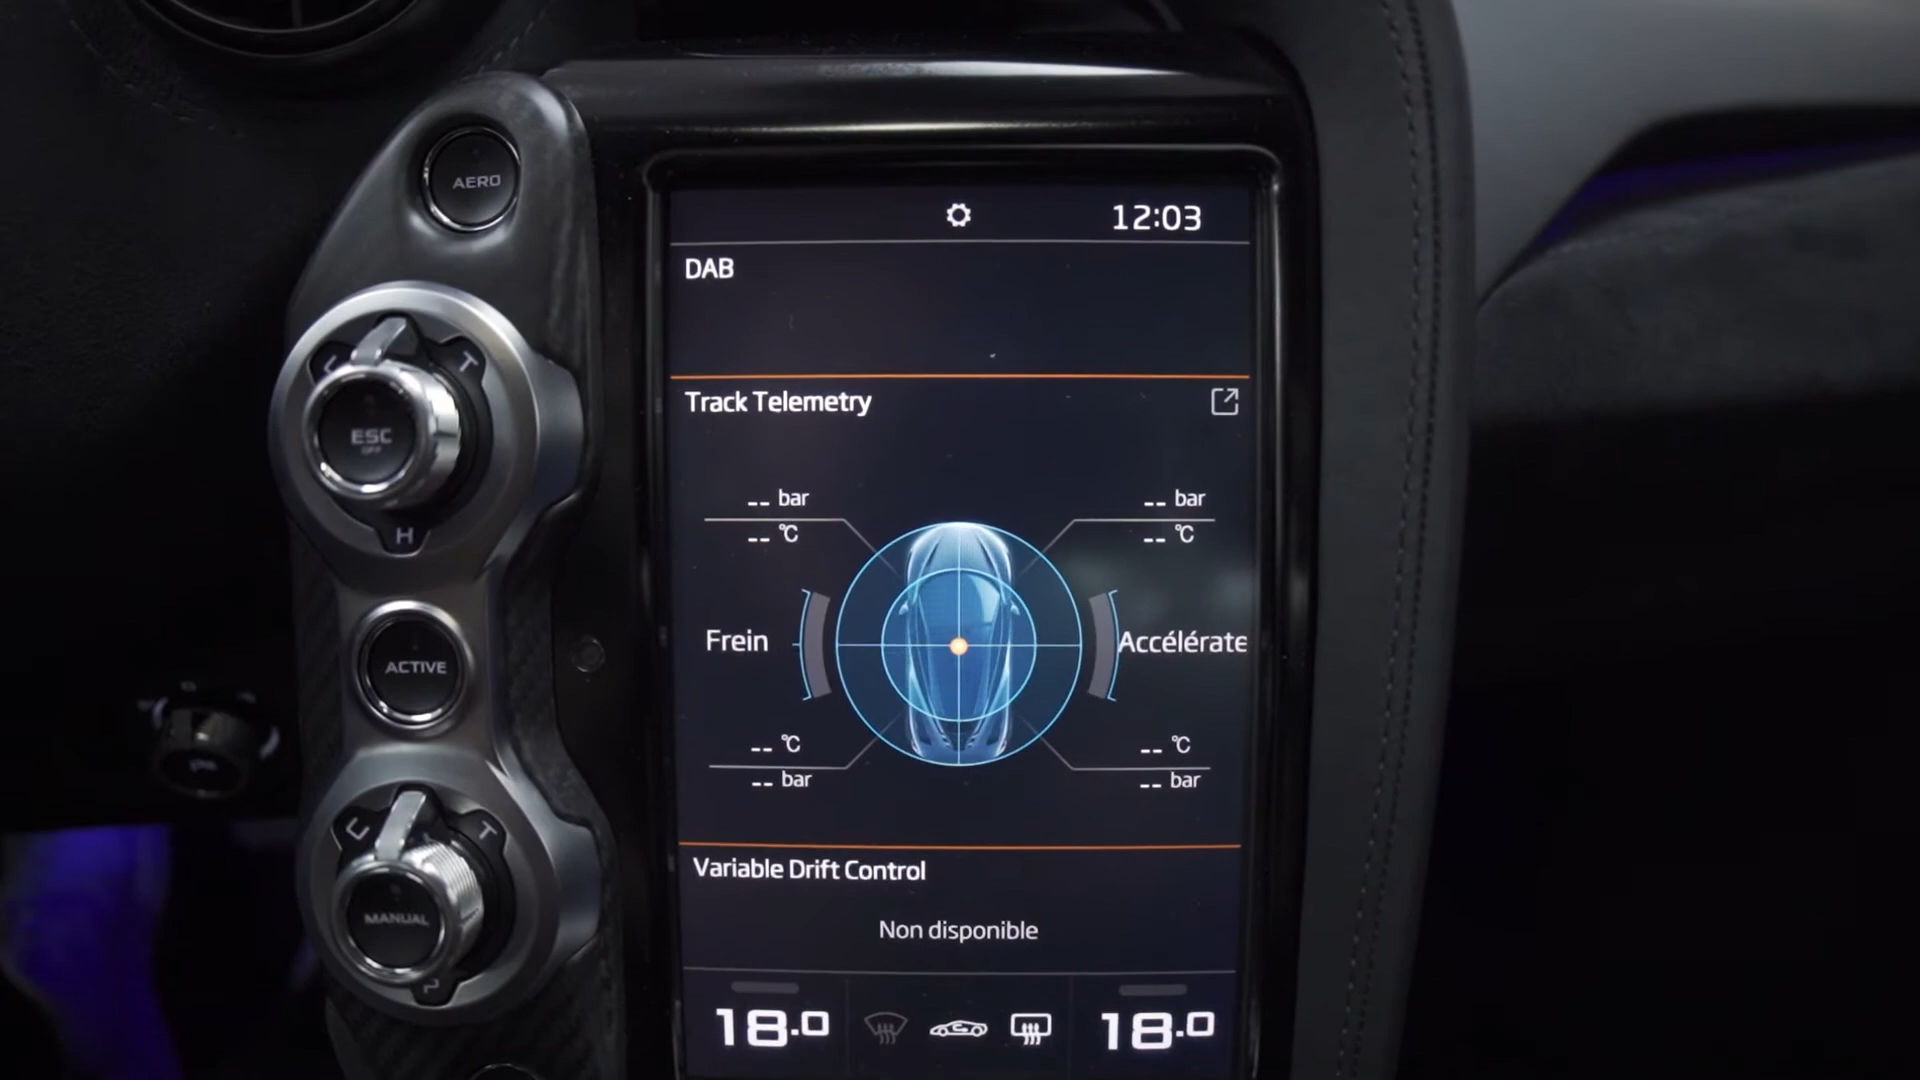 AERO
12:03
DAB
C
T
ESC
OFF
H
Track Telemetry
-- bar
-- °C
-- bar
-- °C
Frein
Accélérate
-- °C
-- bar
-- °C
-- bar
ACTIVE
C
T
MANUAL
P
Variable Drift Control
Non disponible
18.0
18.0